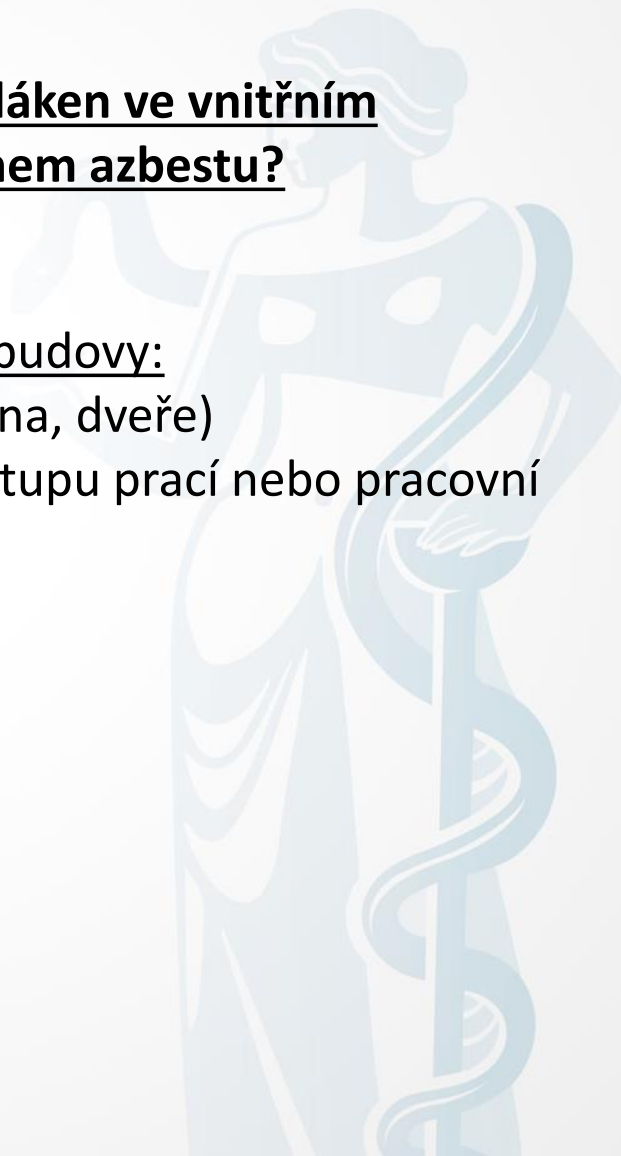 láken ve vnitřním
nem azbestu?
budovy:
na, dveře)
tupu prací nebo pracovní